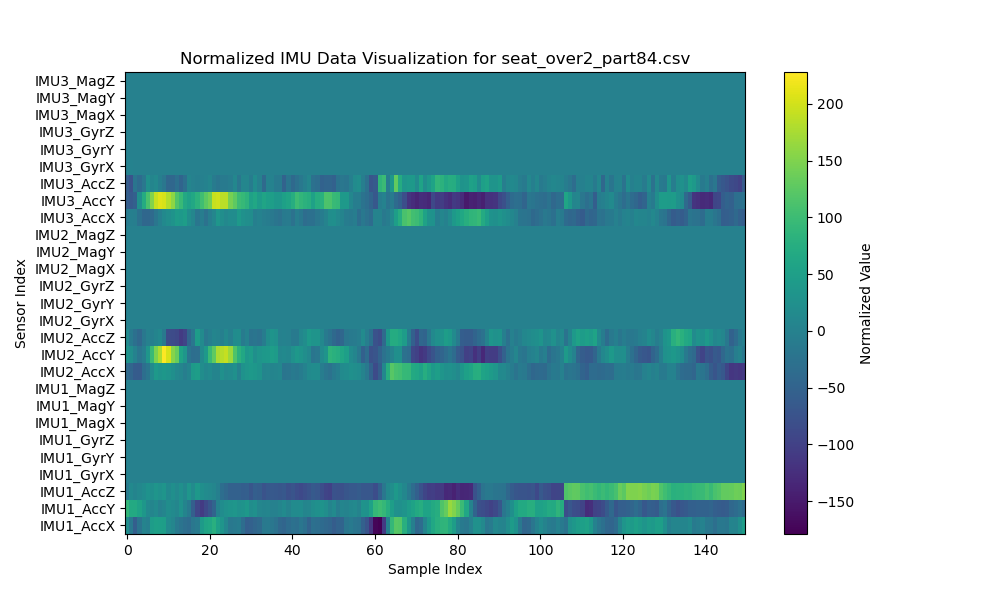 Normalized IMU Data Visualization for seat_over2_part84.csv
IMU3_MagZ
IMU3_MagY
IMU3_MagX
IMU3_GyrZ
IMU3_GyrY
IMU3_GyrX
IMU3_AccZ
IMU3_AccY
IMU3_AccX
IMU2_MagZ
IMU2_MagY
IMU2_MagX
IMU2_GyrZ
IMU2_GyrY
IMU2_GyrX
IMU2_AccZ
IMU2_AccY
IMU2_AccX
IMU1_MagZ
IMU1_MagY
IMU1_MagX
IMU1_GyrZ
IMU1_GyrY
IMU1_GyrX
IMU1_AccZ
IMU1_AccY
IMU1_AccX
Sensor Index
0 20 40 60 80 100 120 140
Sample Index
200
150
100
50
0
−50
−100
−150
Normalized Value